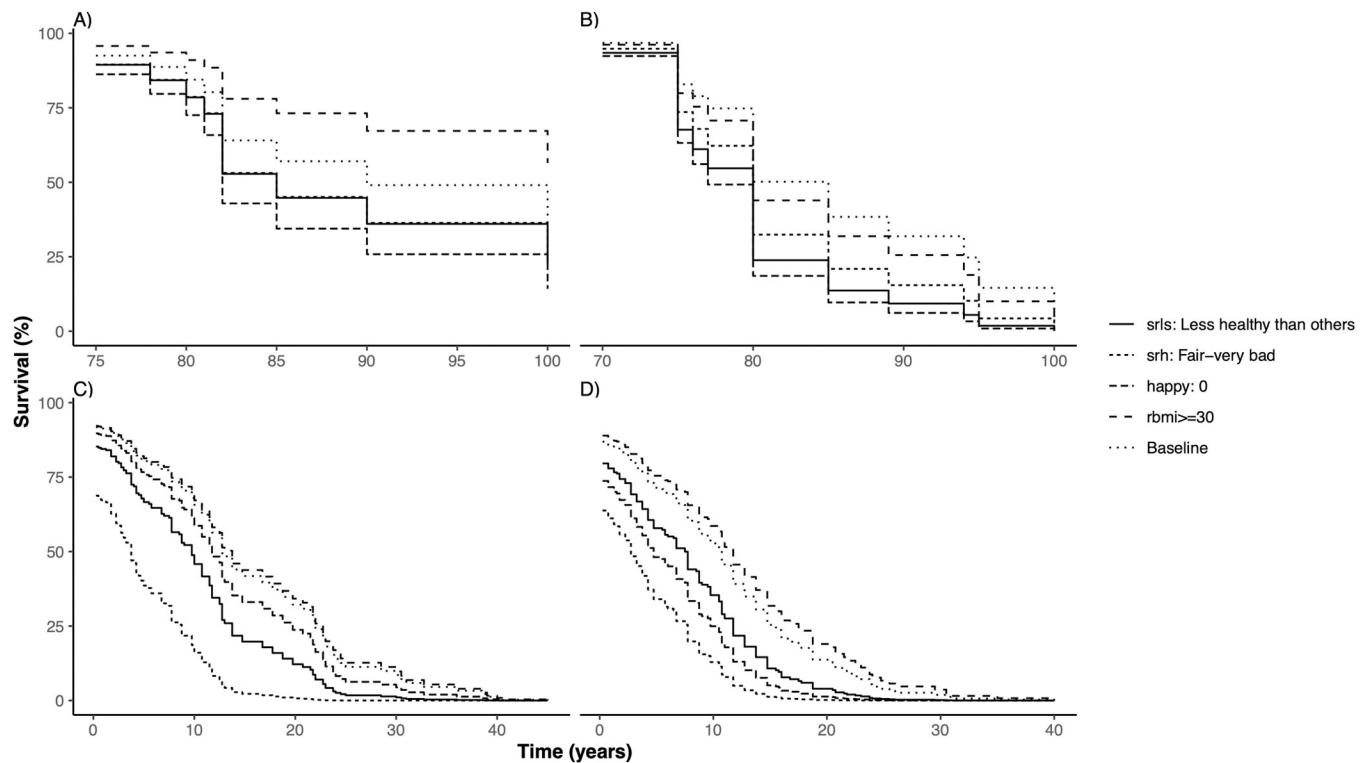 A)
B)
100
75
50
25
0
75
80
85
90
95
100
70
80
90
100
C)
D)
100
75
50
25
0
0
10
20
30
40
0
10
20
30
40
Survival (%)
Time (years)
srls: Less healthy than others
srh: Fair−very bad
happy: 0
rbmi>=30
Baseline